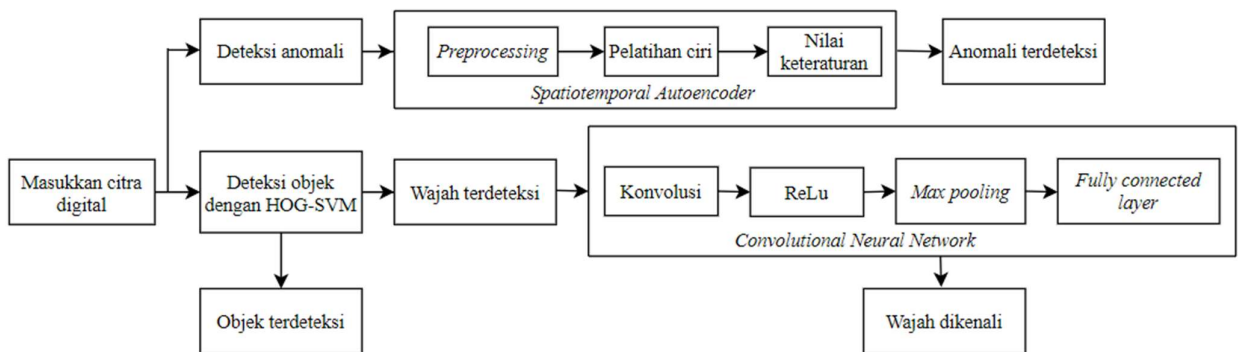 Deteksi anomali
Preprocessing
Pelatihan ciri
Nilai
keteraturan
Spatiotemporal Autoencoder
Anomali terdeteksi
Masukkan citra
digital
Deteksi objek
dengan HOG-SVM
Wajah terdeteksi
Konvolusi
ReLu
Max pooling
Fully connected
layer
Convolutional Neural Network
Objek terdeteksi
Wajah dikenali